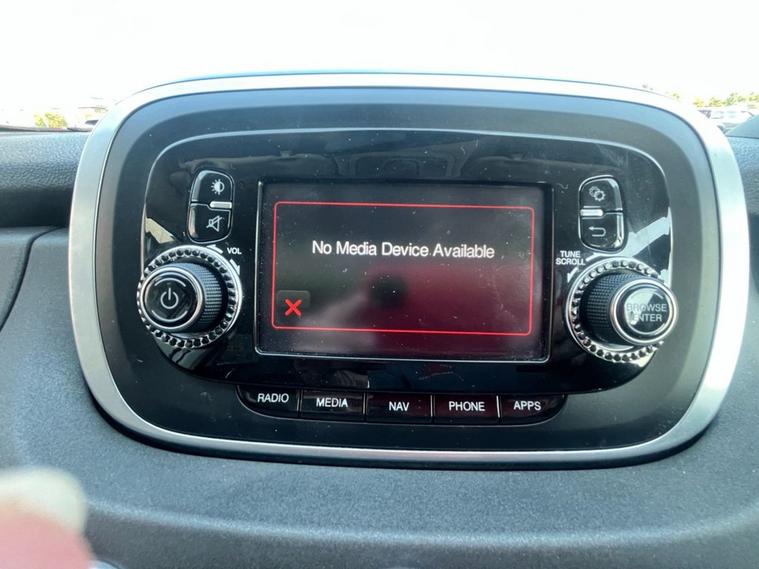 VOL
No Media Device Available
TUNE
SCROLL
BROWSE
ENTER
RADIO
MEDIA
NAV
PHONE
APPS